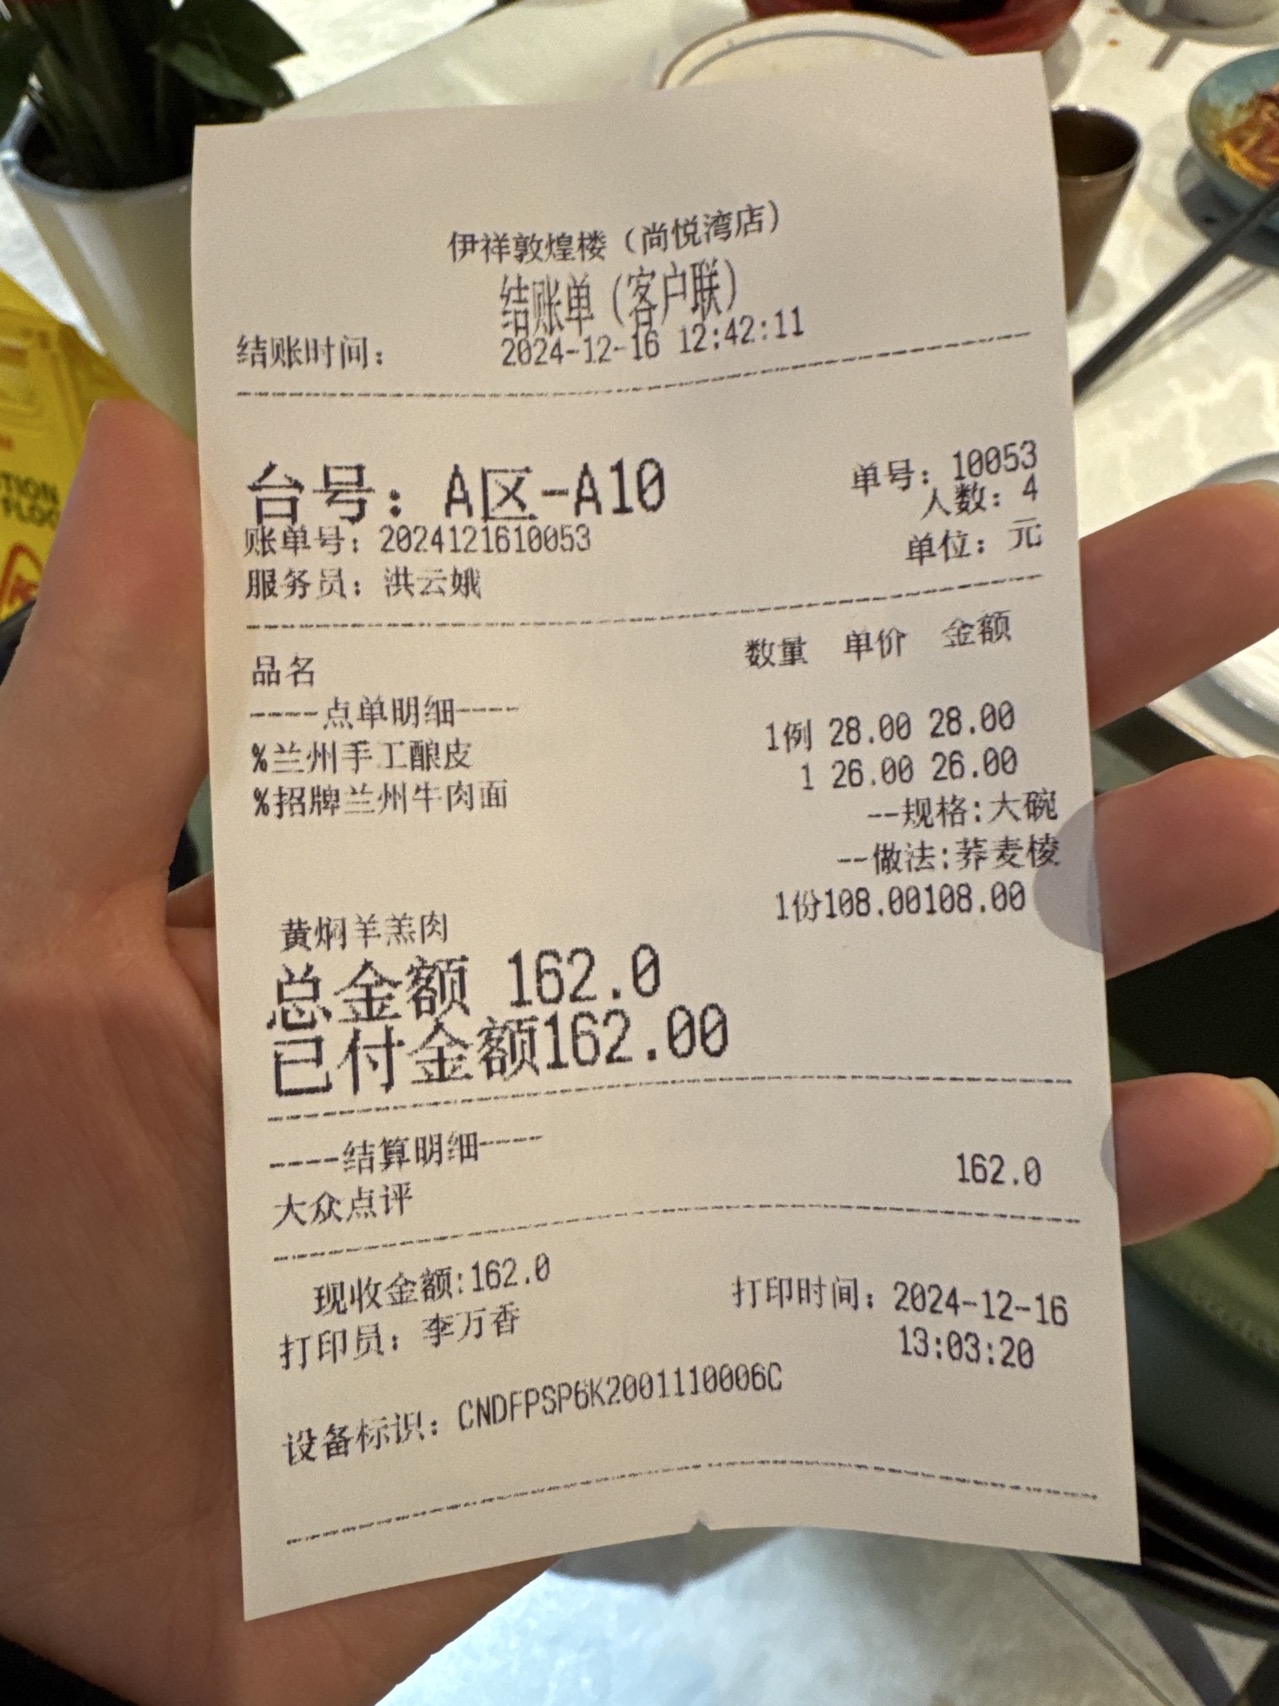 伊祥敦煌楼（尚悦湾店）
结账单（客户联）
结账时间： 2024-12-16 12:42:11
台号：A区-A10 单号：10053
人数：4
账单号：2024121610053 单位：元
服务员：洪云娥
品名 数量 单价 金额
----点单明细----
%兰州手工酿皮 1例 28.00 28.00
%招牌兰州牛肉面 1 26.00 26.00
--规格:大碗
--做法:荞麦棱
黄焖羊羔肉 1份108.00108.00
总金额 162.0
已付金额162.00
----结算明细----
大众点评 162.0
现收金额:162.0
打印员：李万香 打印时间：2024-12-16
13:03:20
设备标识：CNDFPSP6K2001110006C
TION
FLOO